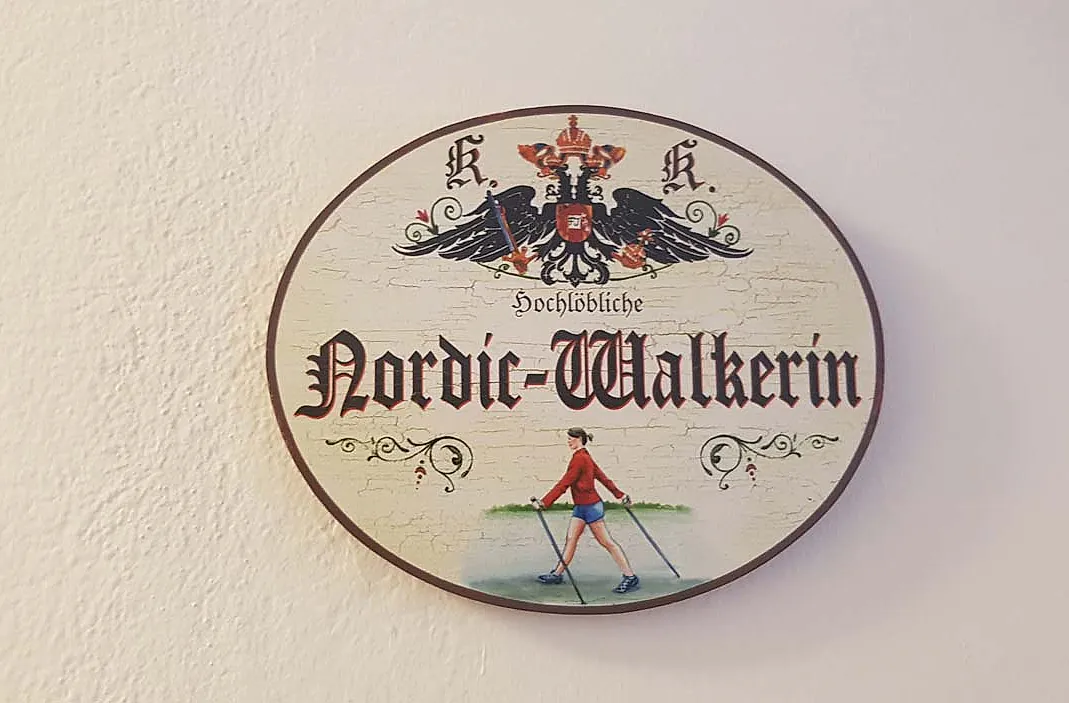 K. K.
Hochlöbliche
Nordic-Walkerin